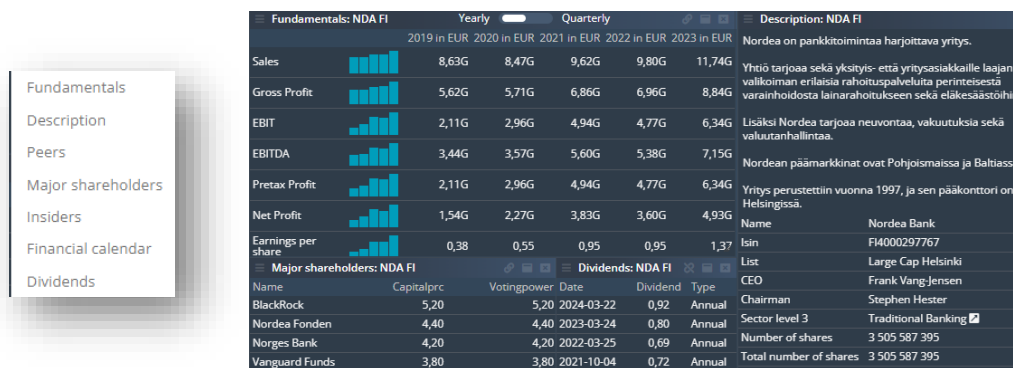 Fundamentals
Description
Peers
Major shareholders
Insiders
Financial calendar
Dividends
Fundamentals: NDA FI Yearly Quarterly
2019 in EUR 2020 in EUR 2021 in EUR 2022 in EUR 2023 in EUR
Sales 8,63G 8,47G 9,62G 9,80G 11,74G
Gross Profit 5,62G 5,71G 6,86G 6,96G 8,84G
EBIT 2,11G 2,96G 4,94G 4,77G 6,34G
EBITDA 3,44G 3,57G 5,60G 5,38G 7,15G
Pretax Profit 2,11G 2,96G 4,94G 4,77G 6,34G
Net Profit 1,54G 2,27G 3,83G 3,60G 4,93G
Earnings per
share 0,38 0,55 0,95 0,95 1,37
Major shareholders: NDA FI
Name Capitalprc Votingpower
BlackRock 5,20 5,20
Nordea Fonden 4,40 4,40
Norges Bank 4,20 4,20
Vanguard Funds 3,80 3,80
Dividends: NDA FI
Date Dividend Type
2024-03-22 0,92 Annual
2023-03-24 0,80 Annual
2022-03-25 0,69 Annual
2021-10-04 0,72 Annual
Description: NDA FI
Nordea on pankkitoimintaa harjoittava yritys.
Yhtiö tarjoaa sekä yksityis- että yritysasiakkaille laajan
valikoiman erilaisia rahoituspalveluita perinteisestä
varainhoidosta lainarahoitukseen sekä eläkesäästöihi
Lisäksi Nordea tarjoaa neuvontaa, vakuutuksia sekä
valuutanhallintaa.
Nordean päämarkkinat ovat Pohjoismaissa ja Baltiass
Yritys perustettiin vuonna 1997, ja sen pääkonttori on
Helsingissä.
Name Nordea Bank
Isin FI4000297767
List Large Cap Helsinki
CEO Frank Vang-Jensen
Chairman Stephen Hester
Sector level 3 Traditional Banking
Number of shares 3 505 587 395
Total number of shares 3 505 587 395